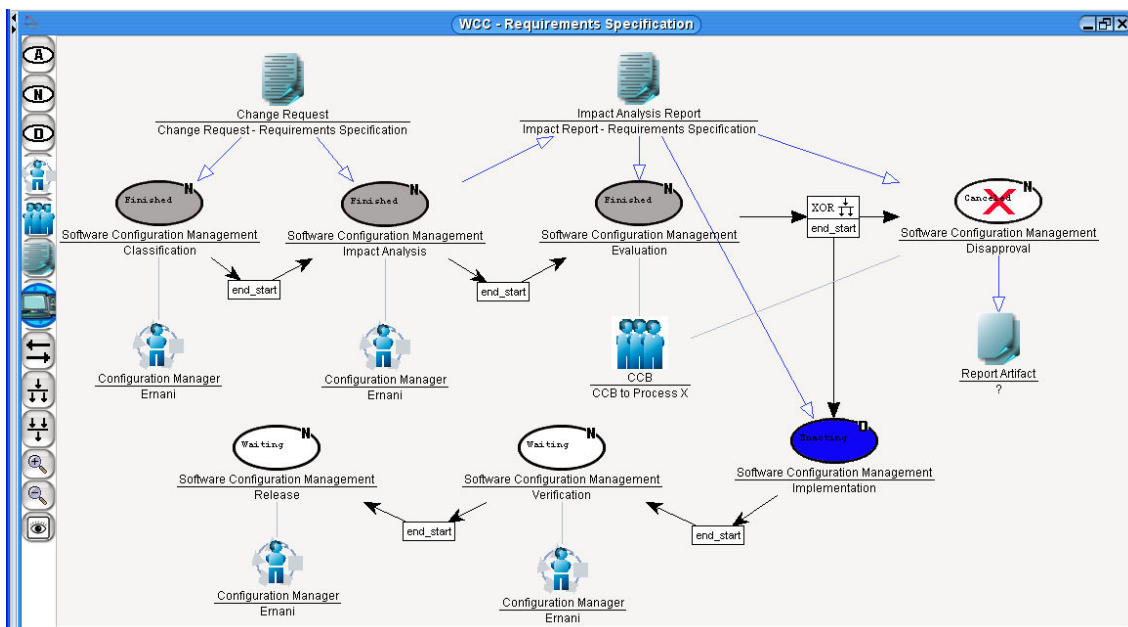 WCC - Requirements Specification
A
N
D
Change Request
Change Request - Requirements Specification
Impact Analysis Report
Impact Report - Requirements Specification
N
Finished
Software Configuration Management
Classification
N
Finished
Software Configuration Management
Impact Analysis
N
Finished
Software Configuration Management
Evaluation
XOR
end_start
N
Canceled
Software Configuration Management
Disapproval
end_start
end_start
Configuration Manager
Ernani
Configuration Manager
Ernani
CCB
CCB to Process X
Report Artifact
?
N
Waiting
Software Configuration Management
Release
N
Waiting
Software Configuration Management
Verification
D
Enacting
Software Configuration Management
Implementation
end_start
end_start
Configuration Manager
Ernani
Configuration Manager
Ernani